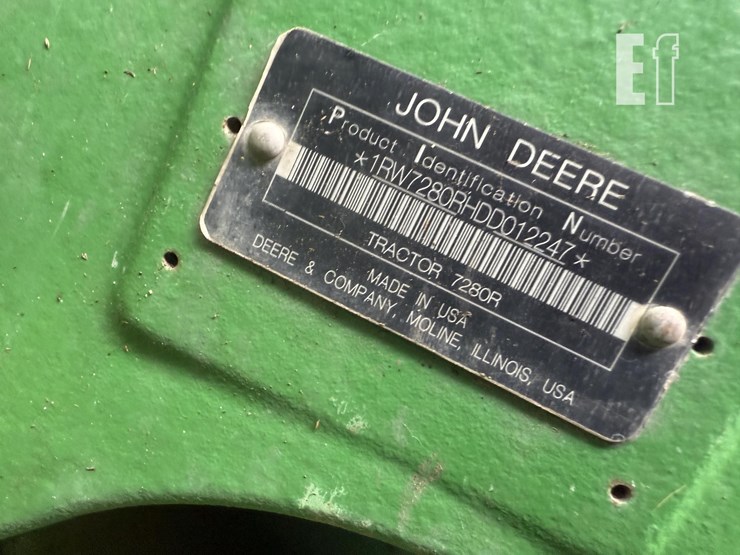 Ef
JOHN DEERE
Product Identification Number
*1RW7280RHDD012247*
TRACTOR 7280R
MADE IN USA
DEERE & COMPANY, MOLINE, ILLINOIS, USA